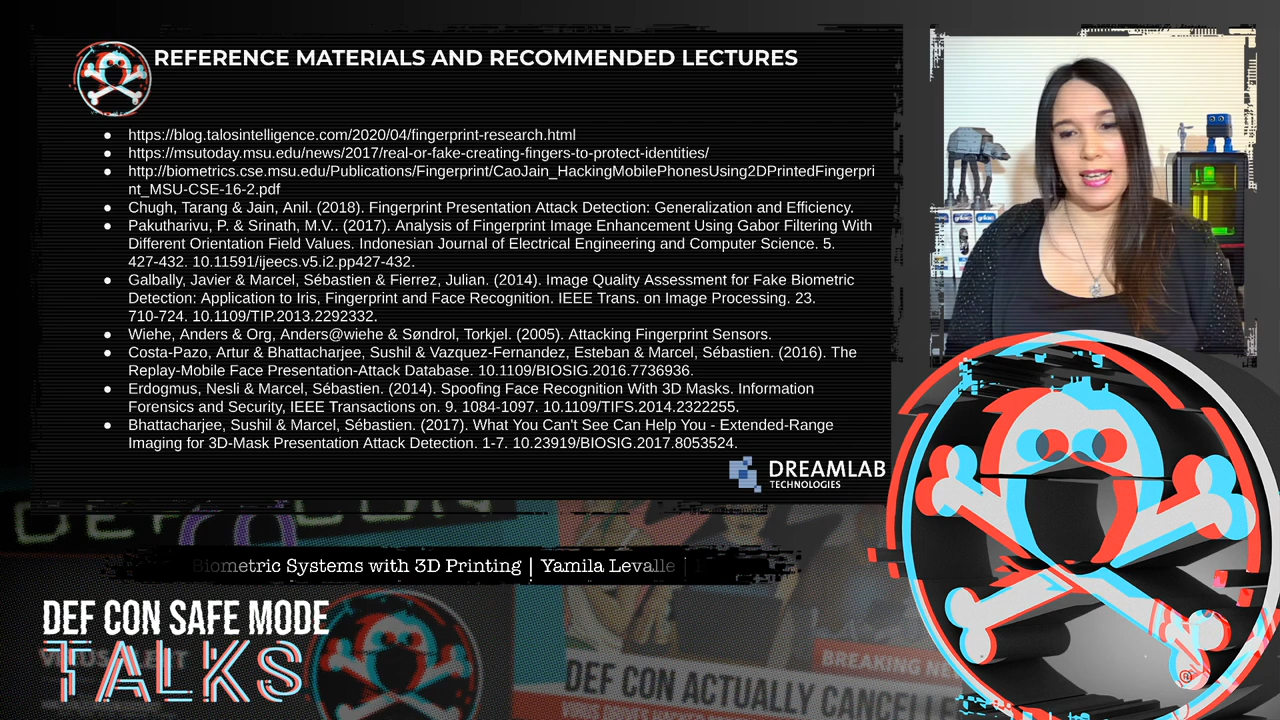 REFERENCE MATERIALS AND RECOMMENDED LECTURES
● https://blog.talosintelligence.com/2020/04/fingerprint-research.html
● https://msutoday.msu.edu/news/2017/real-or-fake-creating-fingers-to-protect-identities/
● http://biometrics.cse.msu.edu/Publications/Fingerprint/CaoJain_HackingMobilePhonesUsing2DPrintedFingerpri
nt_MSU-CSE-16-2.pdf
● Chugh, Tarang & Jain, Anil. (2018). Fingerprint Presentation Attack Detection: Generalization and Efficiency.
● Pakutharivu, P. & Srinath, M.V.. (2017). Analysis of Fingerprint Image Enhancement Using Gabor Filtering With
Different Orientation Field Values. Indonesian Journal of Electrical Engineering and Computer Science. 5.
427-432. 10.11591/ijeecs.v5.i2.pp427-432.
● Galbally, Javier & Marcel, Sébastien & Fierrez, Julian. (2014). Image Quality Assessment for Fake Biometric
Detection: Application to Iris, Fingerprint and Face Recognition. IEEE Trans. on Image Processing. 23.
710-724. 10.1109/TIP.2013.2292332.
● Wiehe, Anders & Org, Anders@wiehe & Søndrol, Torkjel. (2005). Attacking Fingerprint Sensors.
● Costa-Pazo, Artur & Bhattacharjee, Sushil & Vazquez-Fernandez, Esteban & Marcel, Sébastien. (2016). The
Replay-Mobile Face Presentation-Attack Database. 10.1109/BIOSIG.2016.7736936.
● Erdogmus, Nesli & Marcel, Sébastien. (2014). Spoofing Face Recognition With 3D Masks. Information
Forensics and Security, IEEE Transactions on. 9. 1084-1097. 10.1109/TIFS.2014.2322255.
● Bhattacharjee, Sushil & Marcel, Sébastien. (2017). What You Can't See Can Help You - Extended-Range
Imaging for 3D-Mask Presentation Attack Detection. 1-7. 10.23919/BIOSIG.2017.8053524.
DREAMLAB
TECHNOLOGIES
DEF CON
Biometric Systems with 3D Printing | Yamila Levalle |
DEF CON SAFE MODE
TALKS
BREAKING NE
DEF CON ACTUALLY CANCELLE
®